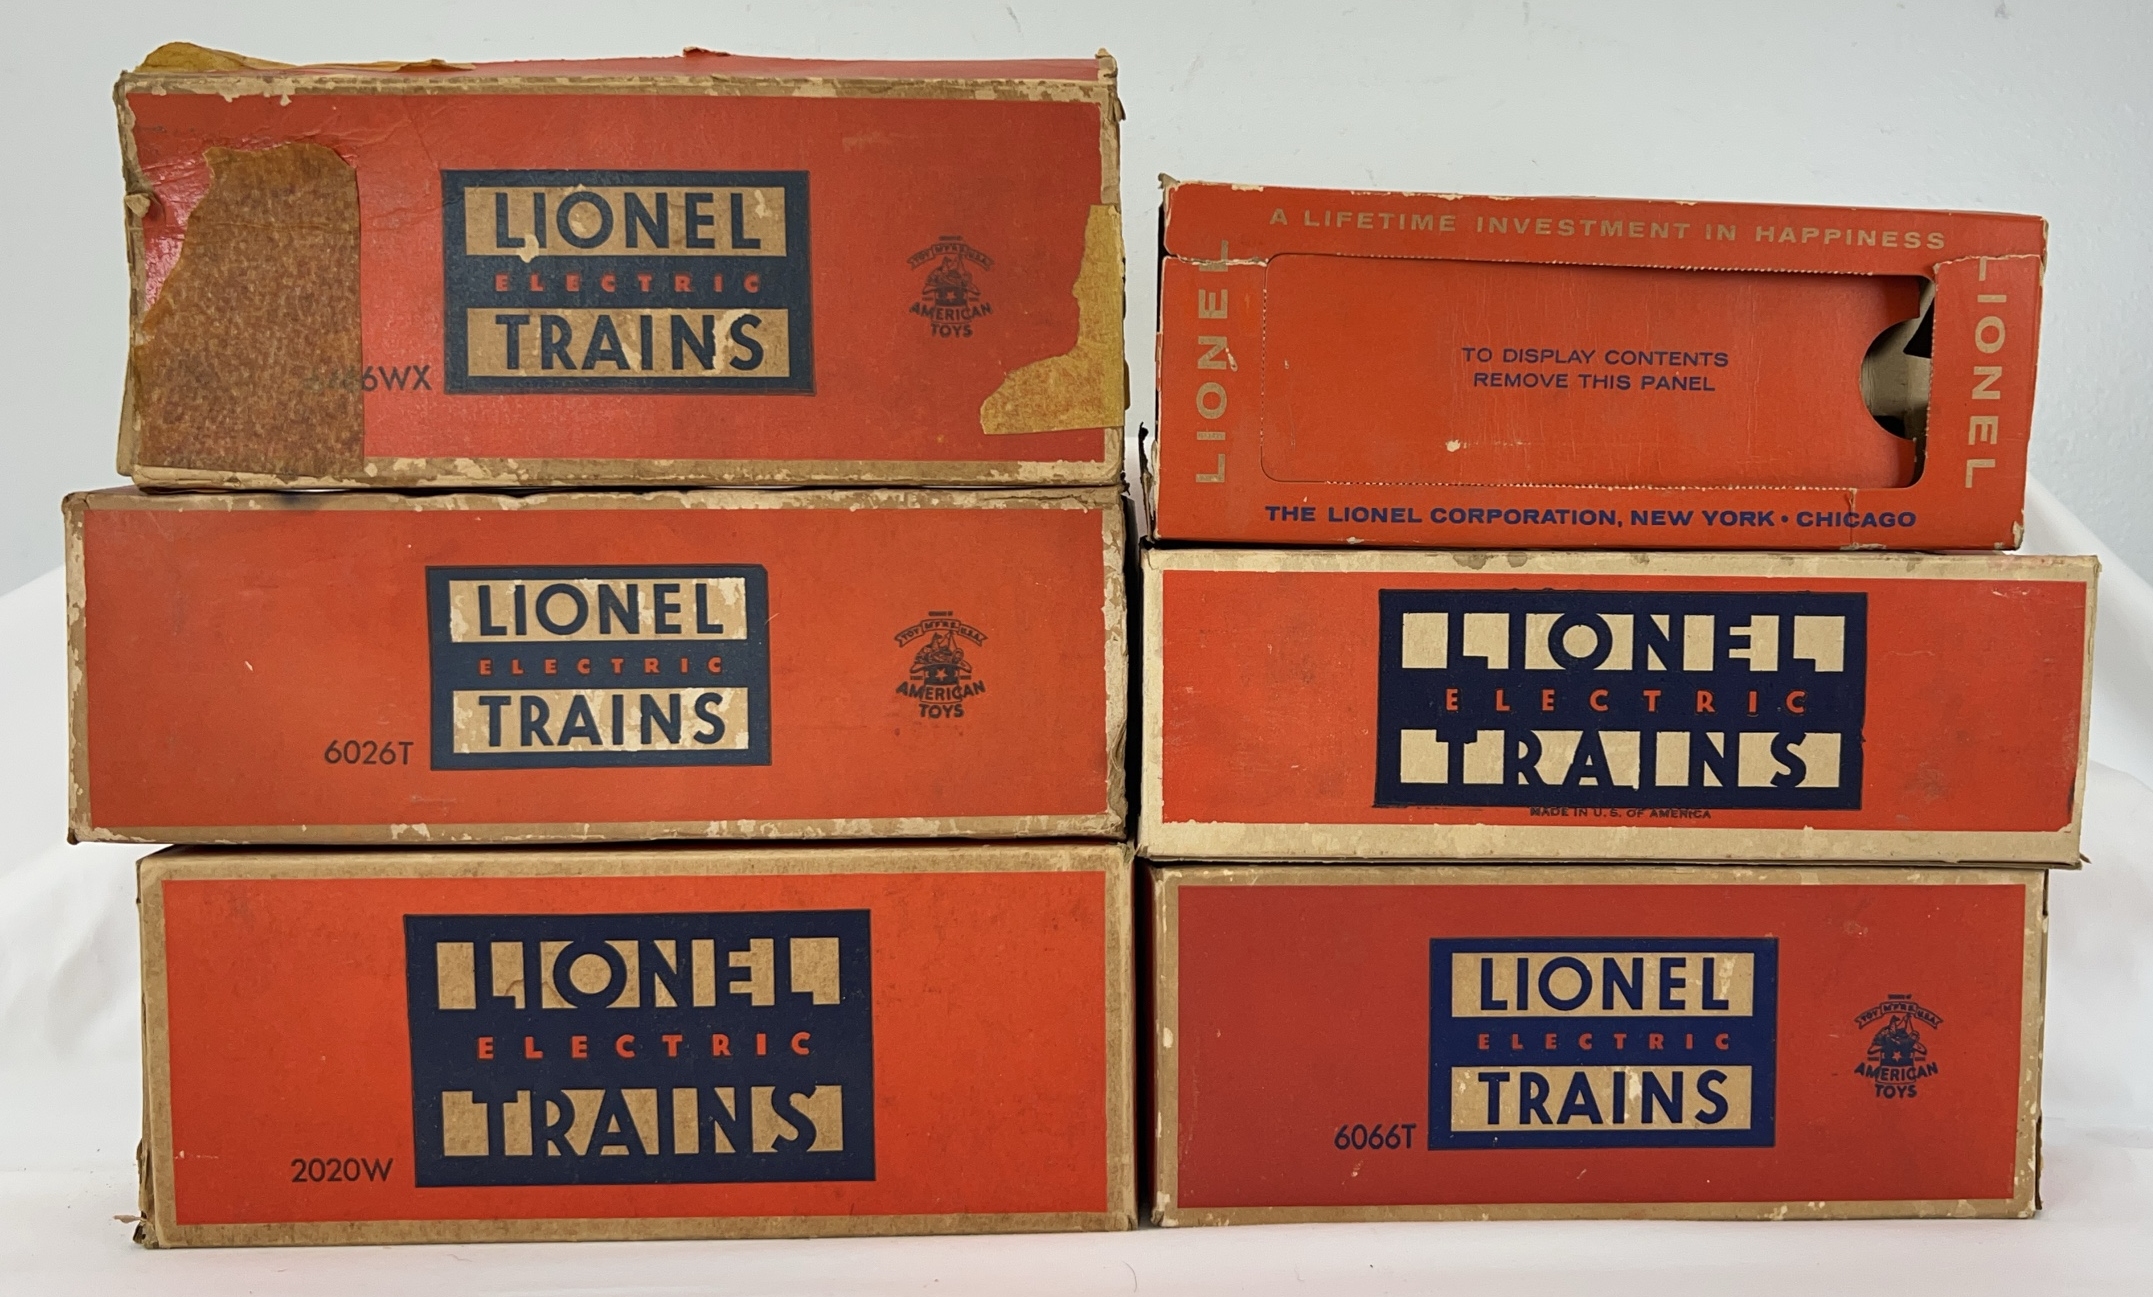 LIONEL
ELECTRIC
TRAINS
6WX
TOY MFRS. U.S.A.
AMERICAN
TOYS
LIONEL
ELECTRIC
TRAINS
6026T
TOY MFRS. U.S.A.
AMERICAN
TOYS
LIONEL
ELECTRIC
TRAINS
2020W
A LIFETIME INVESTMENT IN HAPPINESS
LIONEL
TO DISPLAY CONTENTS
REMOVE THIS PANEL
LIONEL
THE LIONEL CORPORATION, NEW YORK • CHICAGO
LIONEL
ELECTRIC
TRAINS
MADE IN U.S. OF AMERICA
LIONEL
ELECTRIC
TRAINS
6066T
TOY MFRS. U.S.A.
AMERICAN
TOYS